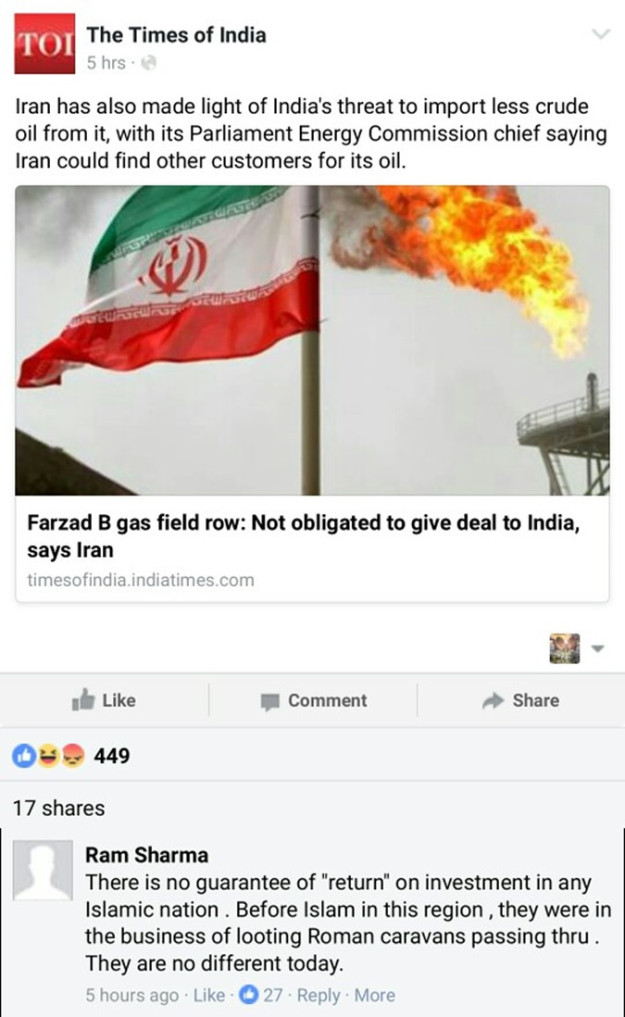 TOI The Times of India
5 hrs ·
Iran has also made light of India's threat to import less crude
oil from it, with its Parliament Energy Commission chief saying
Iran could find other customers for its oil.
Farzad B gas field row: Not obligated to give deal to India,
says Iran
timesofindia.indiatimes.com
Like Comment Share
449
17 shares
Ram Sharma
There is no guarantee of "return" on investment in any
Islamic nation . Before Islam in this region , they were in
the business of looting Roman caravans passing thru .
They are no different today.
5 hours ago · Like · 27 · Reply · More